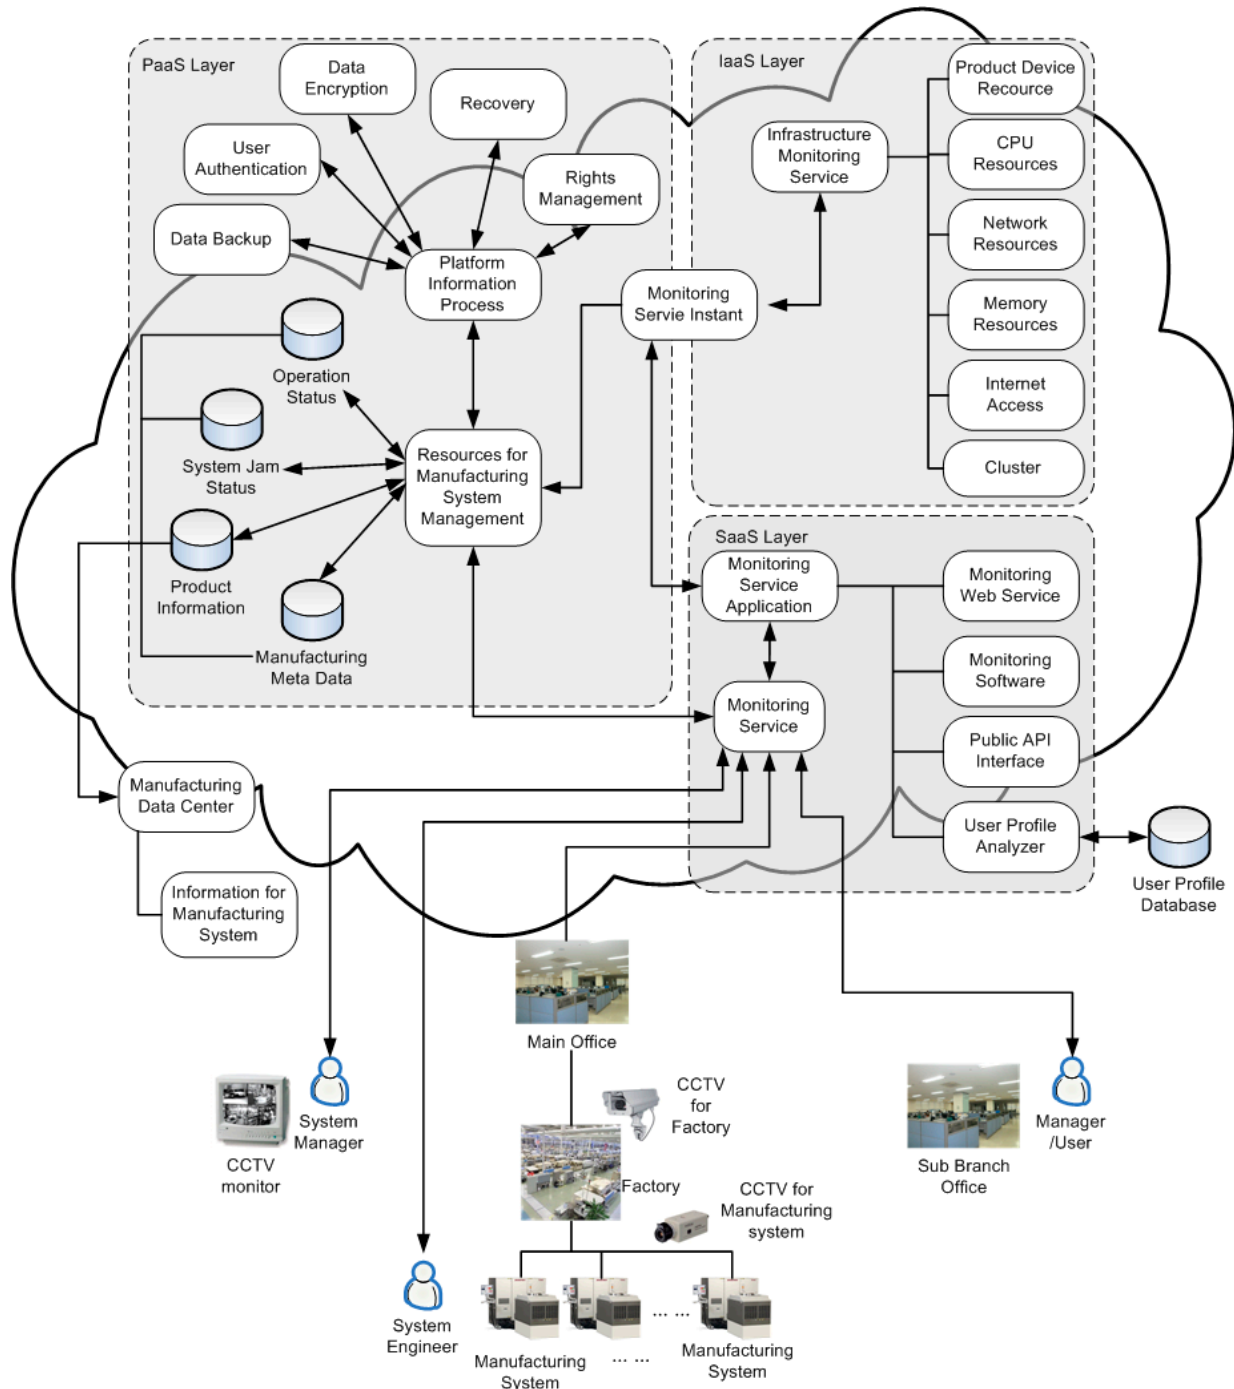 PaaS Layer
Data
Encryption
Recovery
User
Authentication
Rights
Management
Data Backup
Platform
Information
Process
Operation
Status
System Jam
Status
Resources for
Manufacturing
System
Management
Product
Information
Manufacturing
Meta Data
IaaS Layer
Product Device
Recource
Infrastructure
Monitoring
Service
CPU
Resources
Network
Resources
Monitoring
Servie Instant
Memory
Resources
Internet
Access
Cluster
SaaS Layer
Monitoring
Service
Application
Monitoring
Web Service
Monitoring
Software
Monitoring
Service
Public API
Interface
User Profile
Analyzer
User Profile
Database
Manufacturing
Data Center
Information for
Manufacturing
System
Main Office
CCTV
for
Factory
System
Manager
CCTV
monitor
Factory
CCTV for
Manufacturing
system
Manager
/User
Sub Branch
Office
System
Engineer
... ...
Manufacturing
System
... ...
Manufacturing
System